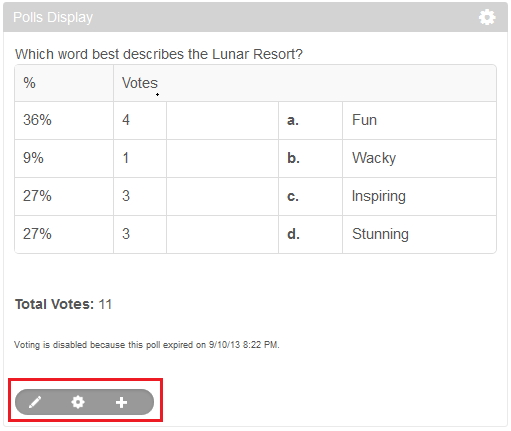 Polls Display
Which word best describes the Lunar Resort?
% Votes
36% 4 a. Fun
9% 1 b. Wacky
27% 3 c. Inspiring
27% 3 d. Stunning
Total Votes: 11
Voting is disabled because this poll expired on 9/10/13 8:22 PM.